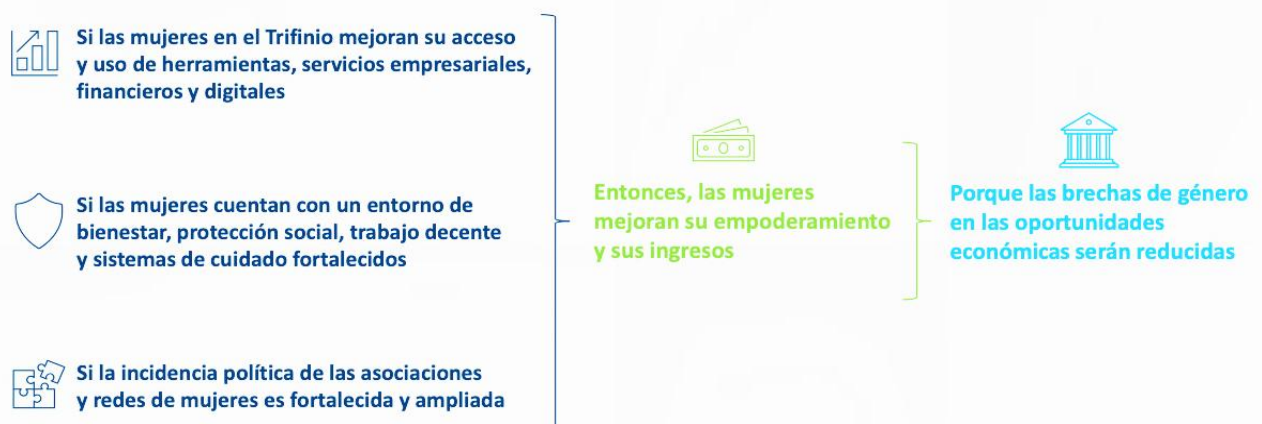 Si las mujeres en el Trifinio mejoran su acceso
y uso de herramientas, servicios empresariales,
financieros y digitales
Si las mujeres cuentan con un entorno de
bienestar, protección social, trabajo decente
y sistemas de cuidado fortalecidos
Si la incidencia política de las asociaciones
y redes de mujeres es fortalecida y ampliada
Entonces, las mujeres
mejoran su empoderamiento
y sus ingresos
Porque las brechas de género
en las oportunidades
económicas serán reducidas